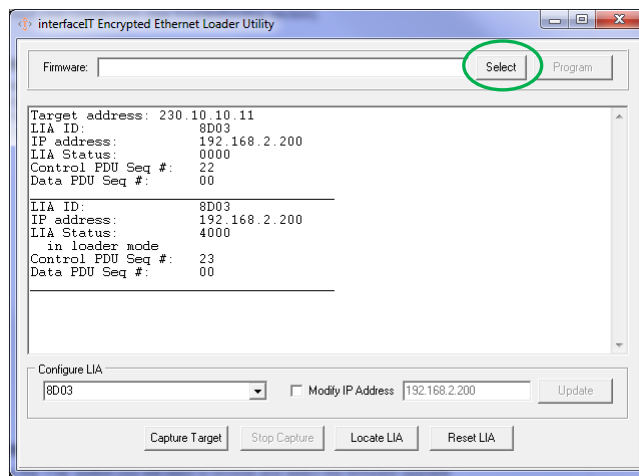 interfaceIT Encrypted Ethernet Loader Utility
Firmware: Select Program
Target address: 230.10.10.11
LIA ID: 8D03
IP address: 192.168.2.200
LIA Status: 0000
Control PDU Seq #: 22
Data PDU Seq #: 00
LIA ID: 8D03
IP address: 192.168.2.200
LIA Status: 4000
in loader mode
Control PDU Seq #: 23
Data PDU Seq #: 00
Configure LIA
8D03 Modify IP Address 192.168.2.200 Update
Capture Target Stop Capture Locate LIA Reset LIA